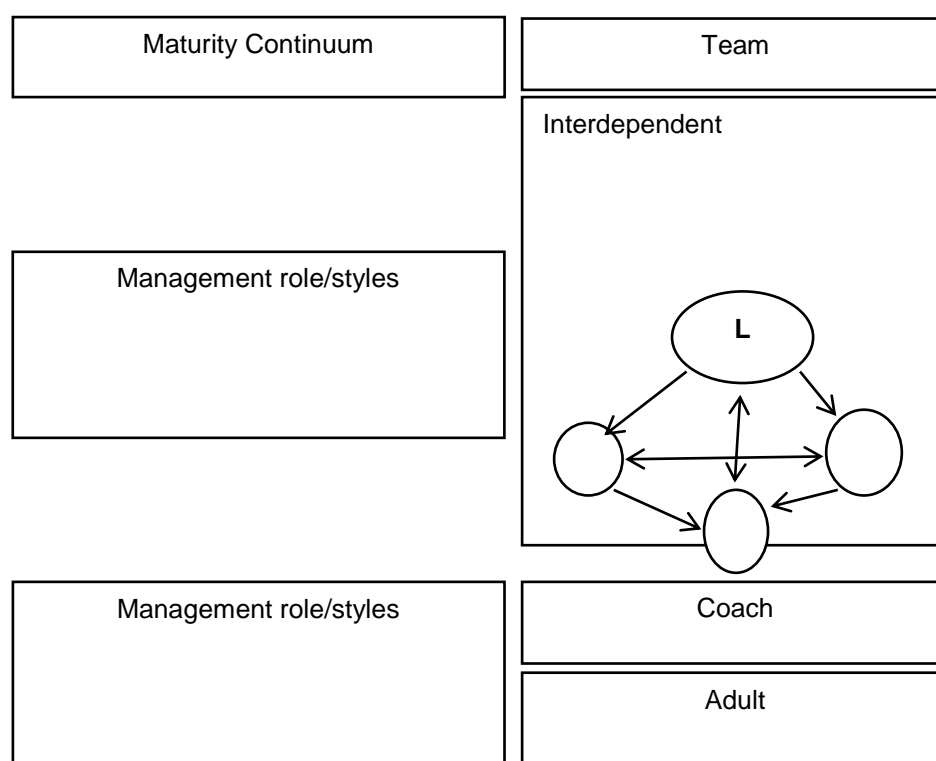 Maturity Continuum
Team
Interdependent
Management role/styles
L
Management role/styles
Coach
Adult